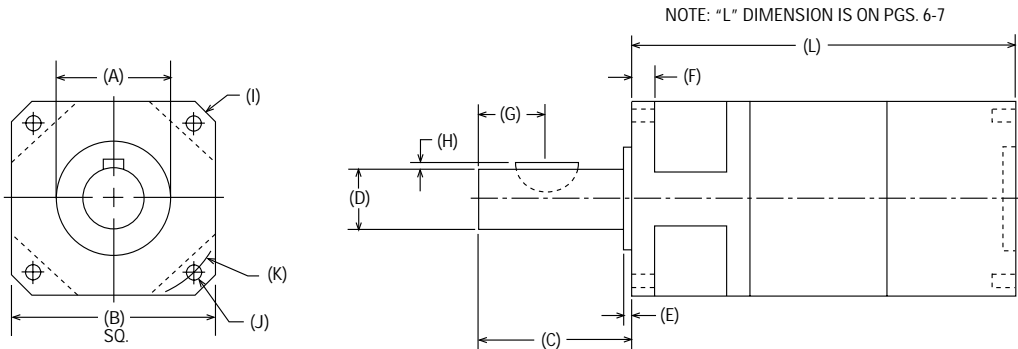 NOTE: “L” DIMENSION IS ON PGS. 6-7
(L)
(A)
(F)
(I)
(G)
(H)
(D)
(K)
(J)
(B)
SQ.
(E)
(C)